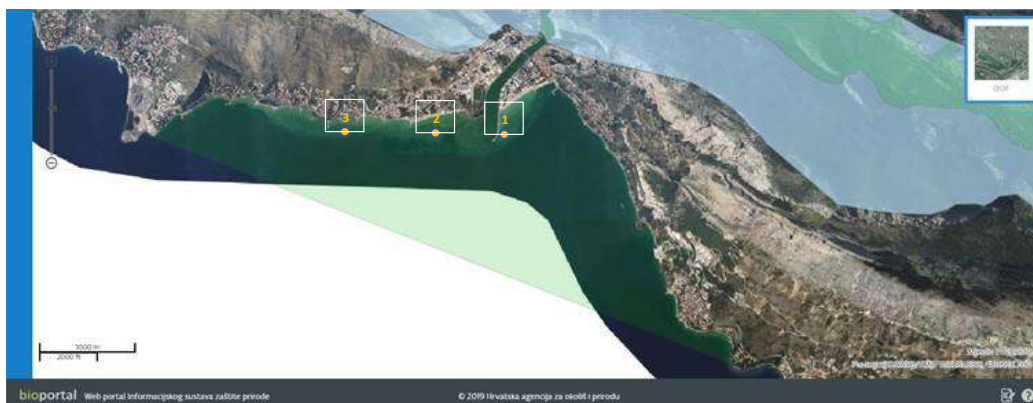 3
2
1
DOF
1000 m
2000 ft
bioportal Web portal Informacijskog sustava zaštite prirode
© 2019 Hrvatska agencija za okoliš i prirodu